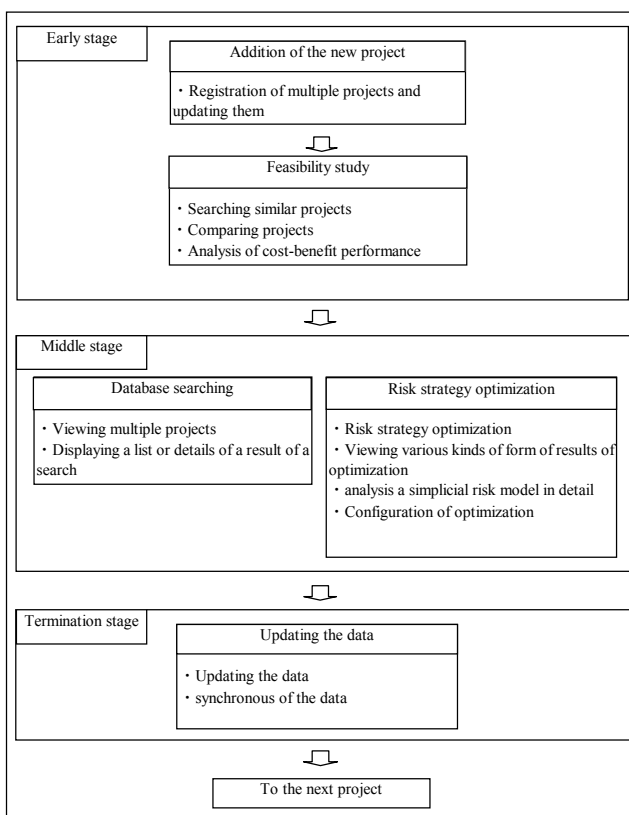 Early stage
Addition of the new project
・Registration of multiple projects and
updating them
Feasibility study
・Searching similar projects
・Comparing projects
・Analysis of cost-benefit performance
Middle stage
Database searching
・Viewing multiple projects
・Displaying a list or details of a result of a
search
Risk strategy optimization
・Risk strategy optimization
・Viewing various kinds of form of results of
optimization
・analysis a simplicial risk model in detail
・Configuration of optimization
Termination stage
Updating the data
・Updating the data
・synchronous of the data
To the next project